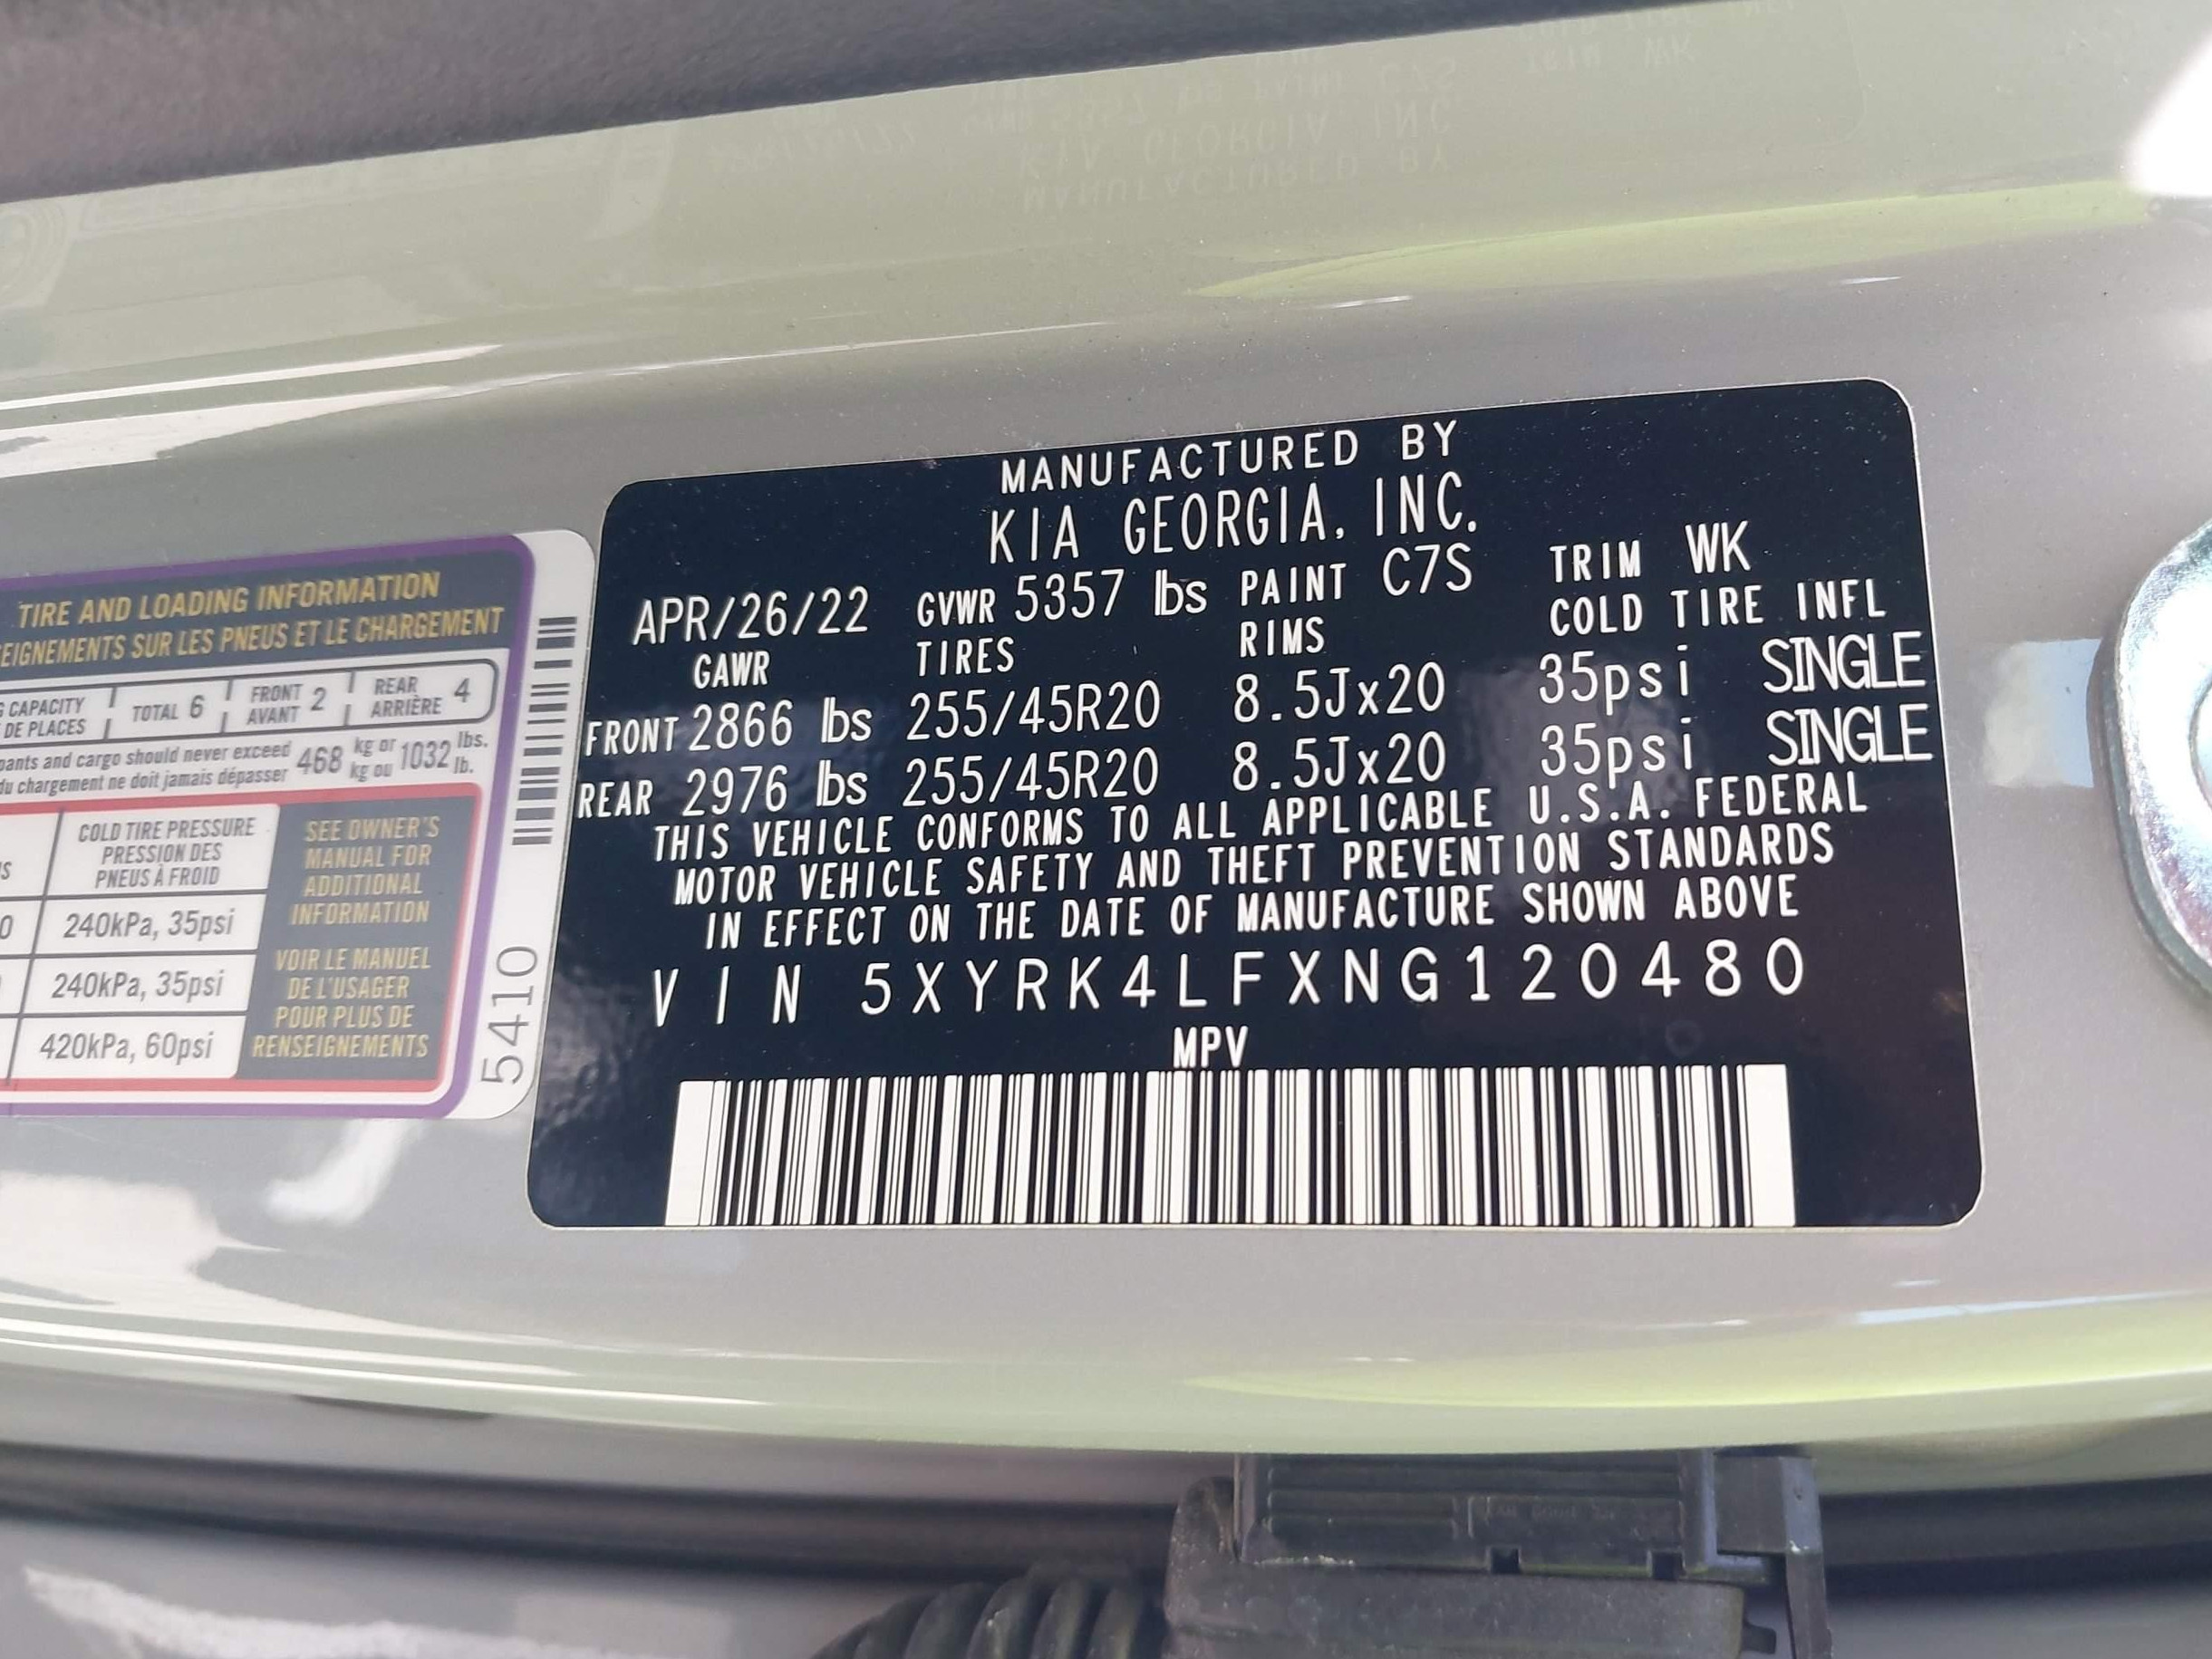 TIRE AND LOADING INFORMATION
EIGNEMENTS SUR LES PNEUS ET LE CHARGEMENT
CAPACITY TOTAL 6 FRONT 2 REAR 4
DE PLACES AVANT ARRIÈRE
and cargo should never exceed 468 kg or 1032 lbs.
du chargement ne doit jamais dépasser kg ou lb.
COLD TIRE PRESSURE
PRESSION DES
PNEUS À FROID
240kPa, 35psi
240kPa, 35psi
420kPa, 60psi
SEE OWNER'S
MANUAL FOR
ADDITIONAL
INFORMATION
VOIR LE MANUEL
DE L'USAGER
POUR PLUS DE
RENSEIGNEMENTS
5410
MANUFACTURED BY
KIA GEORGIA, INC.
APR/26/22 GVWR 5357 lbs PAINT C7S TRIM WK
GAWR TIRES RIMS COLD TIRE INFL
FRONT 2866 lbs 255/45R20 8.5Jx20 35psi SINGLE
REAR 2976 lbs 255/45R20 8.5Jx20 35psi SINGLE
THIS VEHICLE CONFORMS TO ALL APPLICABLE U.S.A. FEDERAL
MOTOR VEHICLE SAFETY AND THEFT PREVENTION STANDARDS
IN EFFECT ON THE DATE OF MANUFACTURE SHOWN ABOVE
VIN 5XYRK4LFXNG120480
MPV